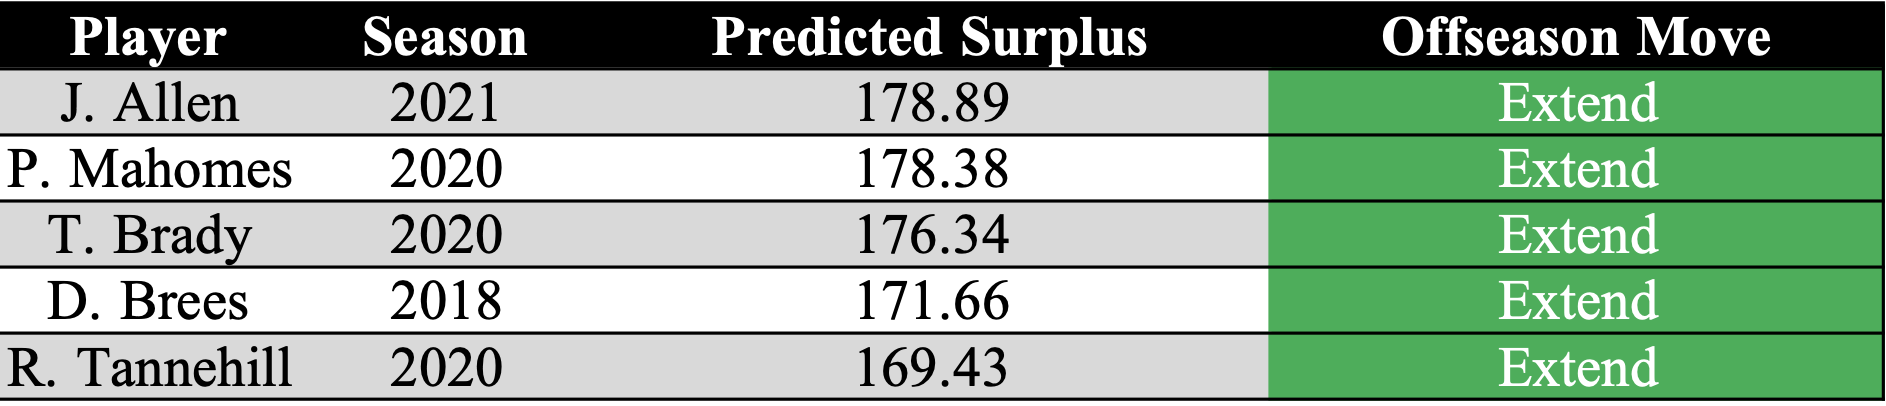 Player Season Predicted Surplus Offseason Move
J. Allen 2021 178.89 Extend
P. Mahomes 2020 178.38 Extend
T. Brady 2020 176.34 Extend
D. Brees 2018 171.66 Extend
R. Tannehill 2020 169.43 Extend